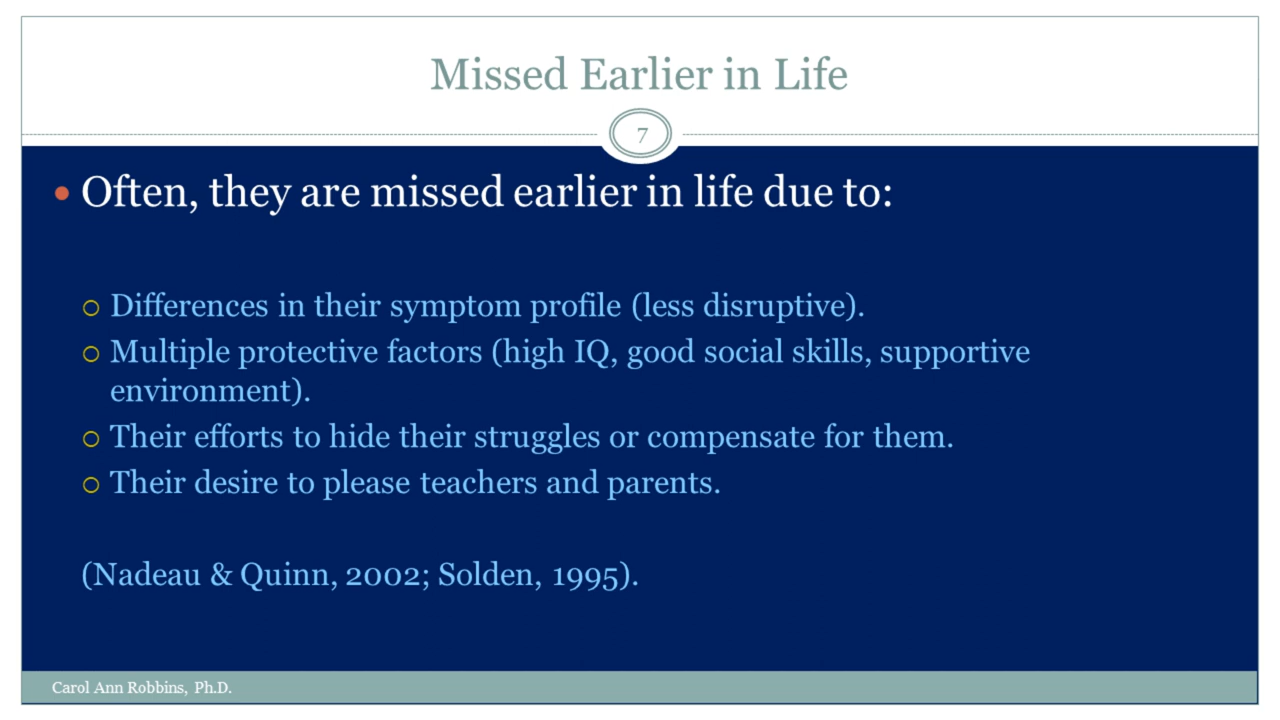 Missed Earlier in Life
7
Often, they are missed earlier in life due to:
Differences in their symptom profile (less disruptive).
Multiple protective factors (high IQ, good social skills, supportive
environment).
Their efforts to hide their struggles or compensate for them.
Their desire to please teachers and parents.
(Nadeau & Quinn, 2002; Solden, 1995).
Carol Ann Robbins, Ph.D.